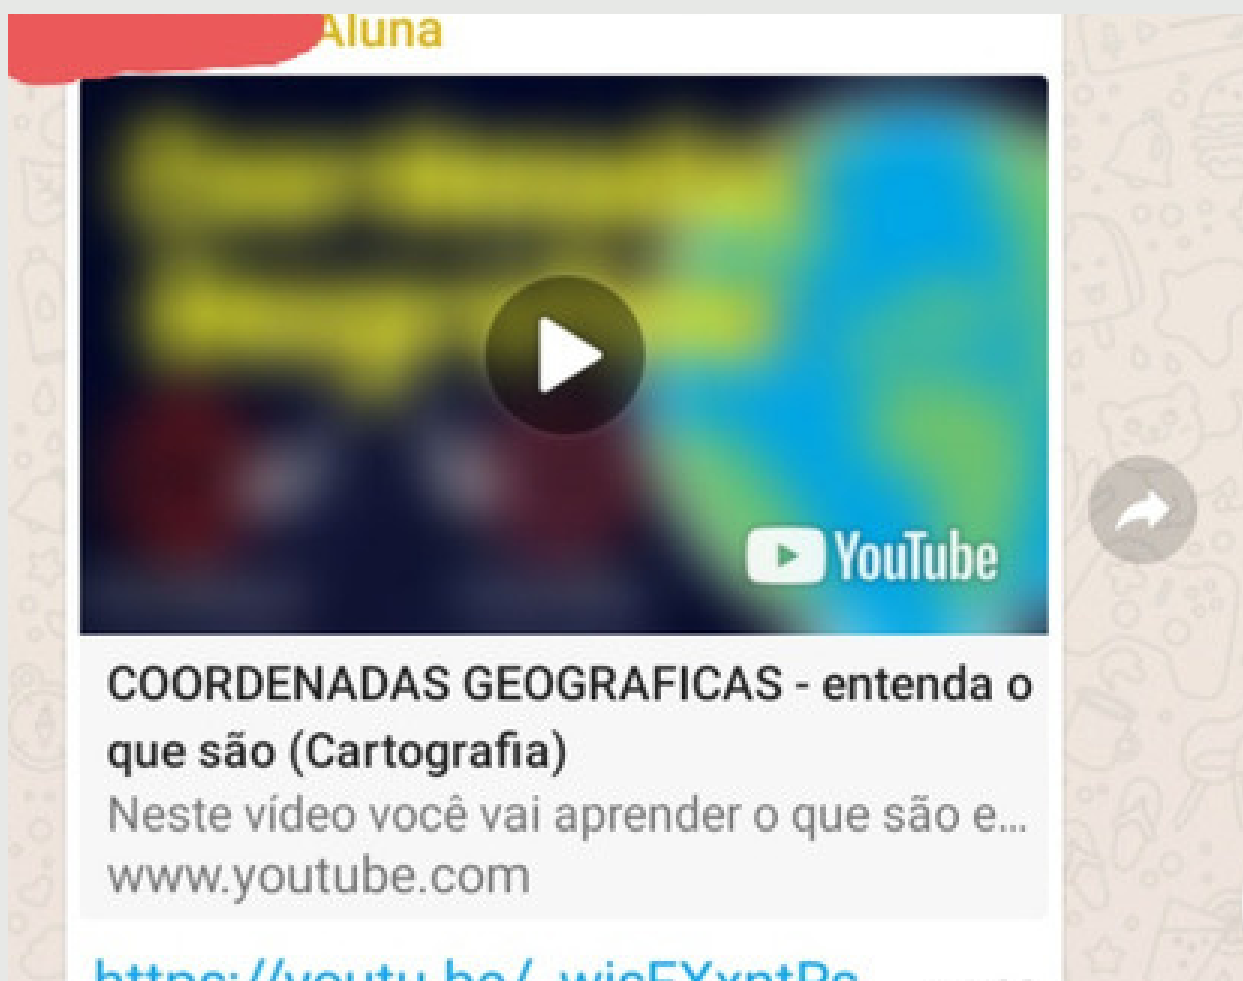 Aluna
YouTube
COORDENADAS GEOGRAFICAS - entenda o
que são (Cartografia)
Neste vídeo você vai aprender o que são e...
www.youtube.com